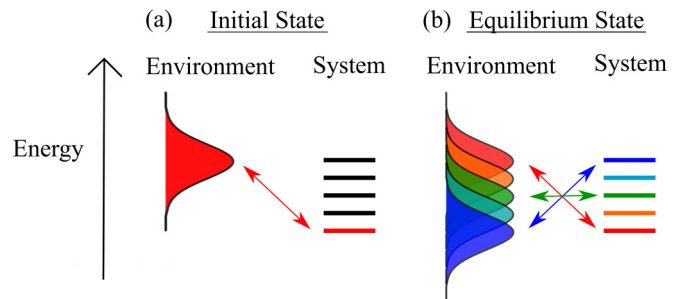 (a) Initial State
(b) Equilibrium State
Environment System
Environment System
Energy